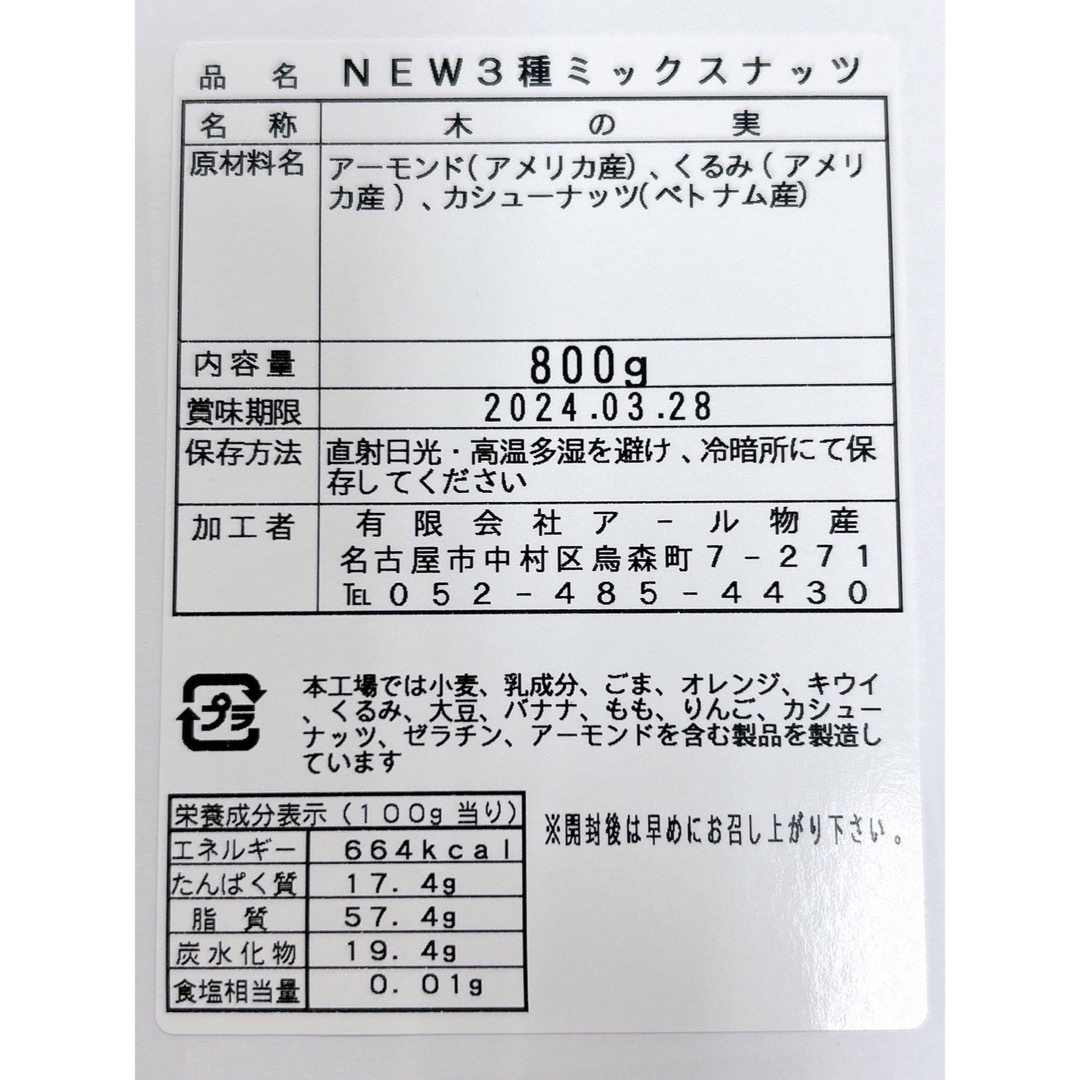 品名 NEW3種ミックスナッツ
名称 木の実
原材料名 アーモンド(アメリカ産)、くるみ(アメリ
カ産)、カシューナッツ(ベトナム産)
内容量 800g
賞味期限 2024.03.28
保存方法 直射日光・高温多湿を避け、冷暗所にて保
存してください
加工者 有限会社アール物産
名古屋市中村区烏森町7-271
℡052-485-4430
プラ
本工場では小麦、乳成分、ごま、オレンジ、キウイ
、くるみ、大豆、バナナ、もも、りんご、カシュー
ナッツ、ゼラチン、アーモンドを含む製品を製造し
ています
栄養成分表示(100g当り)
エネルギー 664kcal
たんぱく質 17.4g
脂質 57.4g
炭水化物 19.4g
食塩相当量 0.01g
※開封後は早めにお召し上がり下さい。